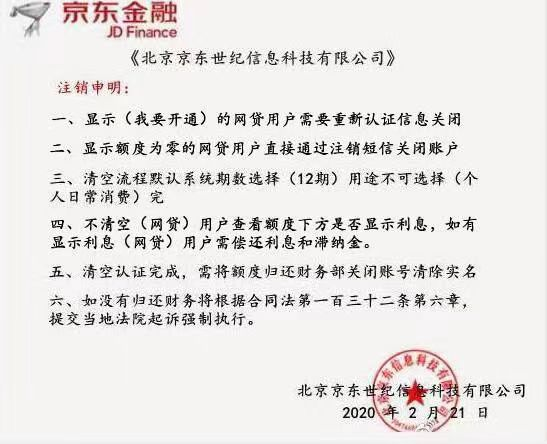 京东金融
JD Finance
《北京京东世纪信息科技有限公司》
注销申明：
一、显示（我要开通）的网贷用户需要重新认证信息关闭
二、显示额度为零的网贷用户直接通过注销短信关闭账户
三、清空流程默认系统期数选择（12期）用途不可选择（个
人日常消费）完
四、不清空（网贷）用户查看额度下方是否显示利息，如有
显示利息（网贷）用户需偿还利息和滞纳金。
五、清空认证完成，需将额度归还财务部关闭账号清除实名
六、如没有归还财务将根据合同法第一百三十二条第六章，
提交当地法院起诉强制执行。
北京京东世纪信息科技有限公司
2020 年 2 月 21 日